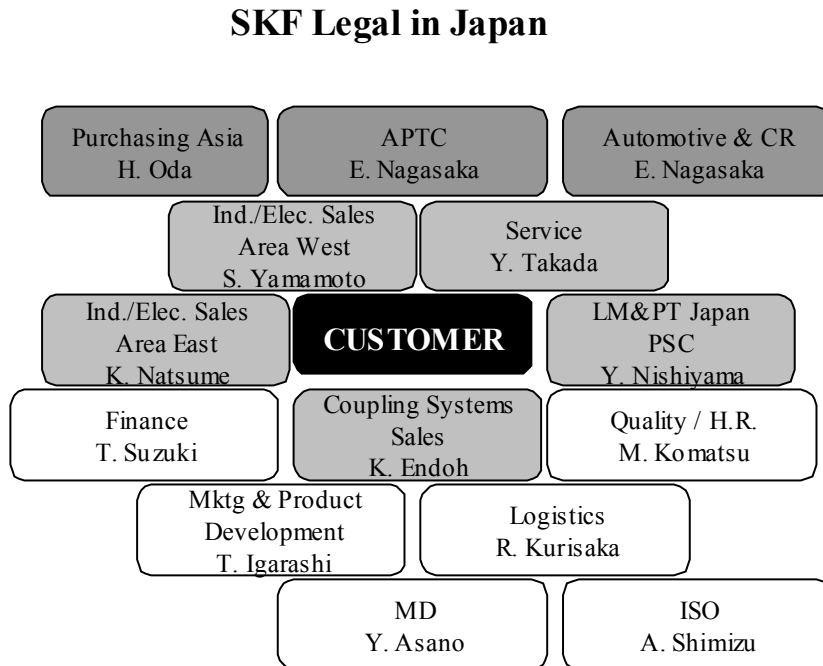 SKF Legal in Japan
Purchasing Asia
H. Oda
APTC
E. Nagasaka
Automotive & CR
E. Nagasaka
Ind./Elec. Sales
Area West
S. Yamamoto
Service
Y. Takada
Ind./Elec. Sales
Area East
K. Natsume
CUSTOMER
LM&PT Japan
PSC
Y. Nishiyama
Finance
T. Suzuki
Coupling Systems
Sales
K. Endoh
Quality / H.R.
M. Komatsu
Mktg & Product
Development
T. Igarashi
Logistics
R. Kurisaka
MD
Y. Asano
ISO
A. Shimizu